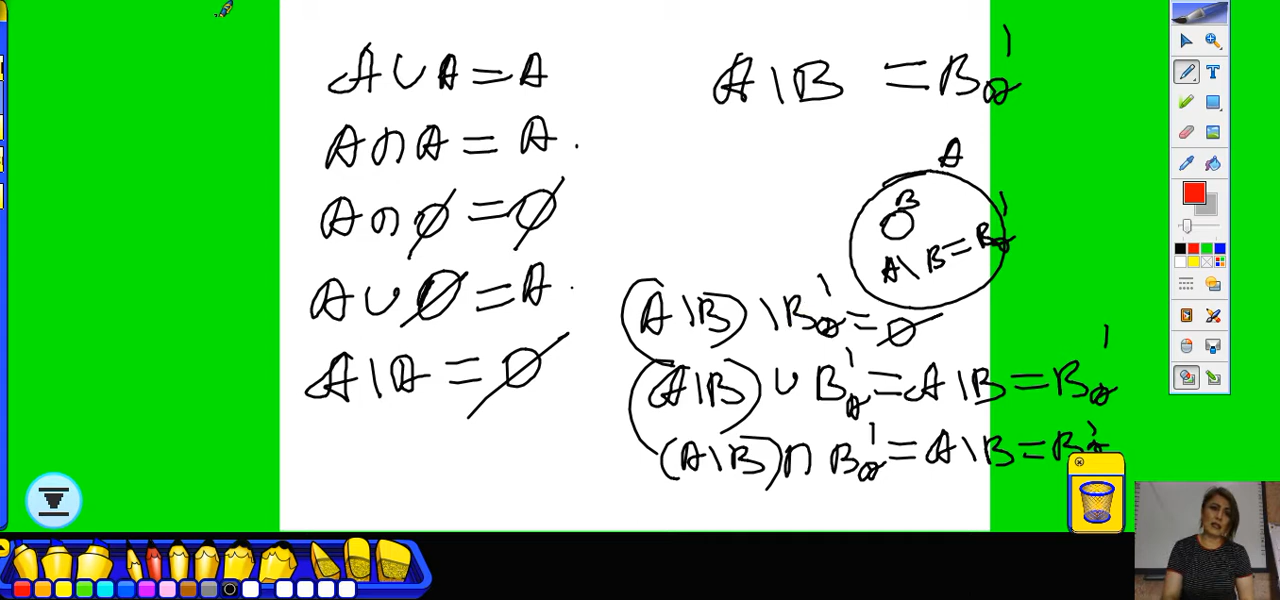 A ∪ A = A
A ∩ A = A .
A ∩ ∅ = ∅
A ∪ ∅ = A .
A \ A = ∅
A \ B = B'_A
A
B
A \ B = B'_A
(A \ B) \ B'_A = ∅
(A \ B) ∪ B'_A = A \ B = B'_A
(A \ B) ∩ B'_A = A \ B = B'_A
T